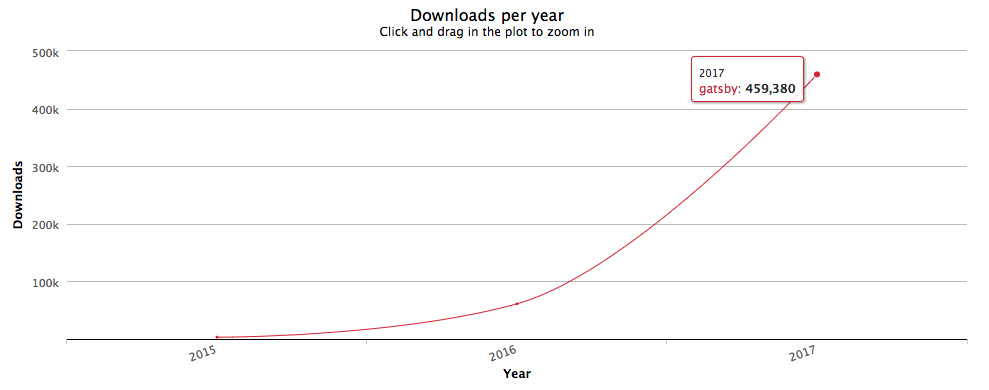 Downloads per year
Click and drag in the plot to zoom in
500k
2017
gatsby: 459,380
400k
300k
Downloads
200k
100k
2015
2016
2017
Year